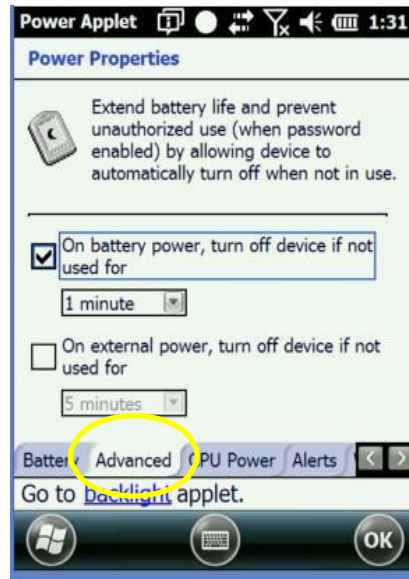 Power Applet 1:31
Power Properties
Extend battery life and prevent
unauthorized use (when password
enabled) by allowing device to
automatically turn off when not in use.
On battery power, turn off device if not
used for
1 minute
On external power, turn off device if not
used for
5 minutes
Battery Advanced CPU Power Alerts
Go to backlight applet.
OK